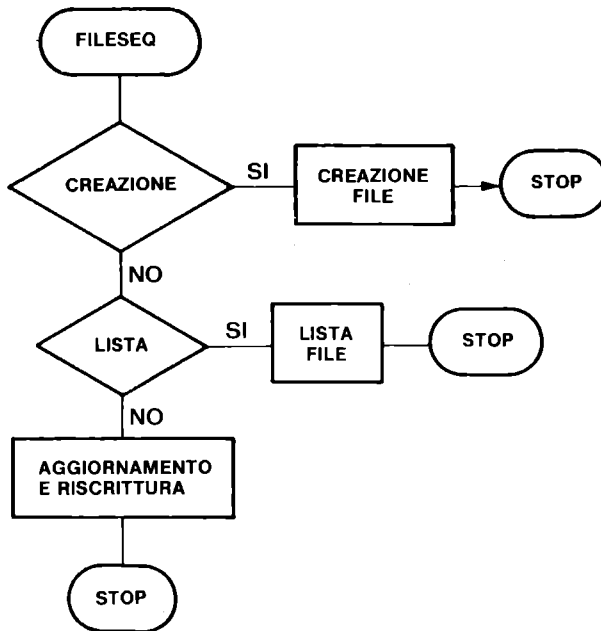 FILESEQ
CREAZIONE
SI
CREAZIONE
FILE
STOP
NO
LISTA
SI
LISTA
FILE
STOP
NO
AGGIORNAMENTO
E RISCRITTURA
STOP